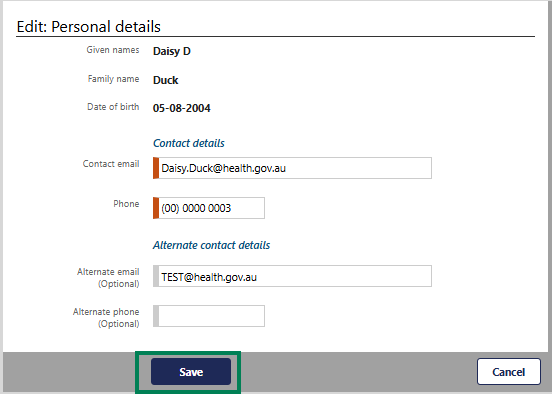 Edit: Personal details
Given names Daisy D
Family name Duck
Date of birth 05-08-2004
Contact details
Contact email Daisy.Duck@health.gov.au
Phone (00) 0000 0003
Alternate contact details
Alternate email (Optional) TEST@health.gov.au
Alternate phone (Optional)
Save Cancel